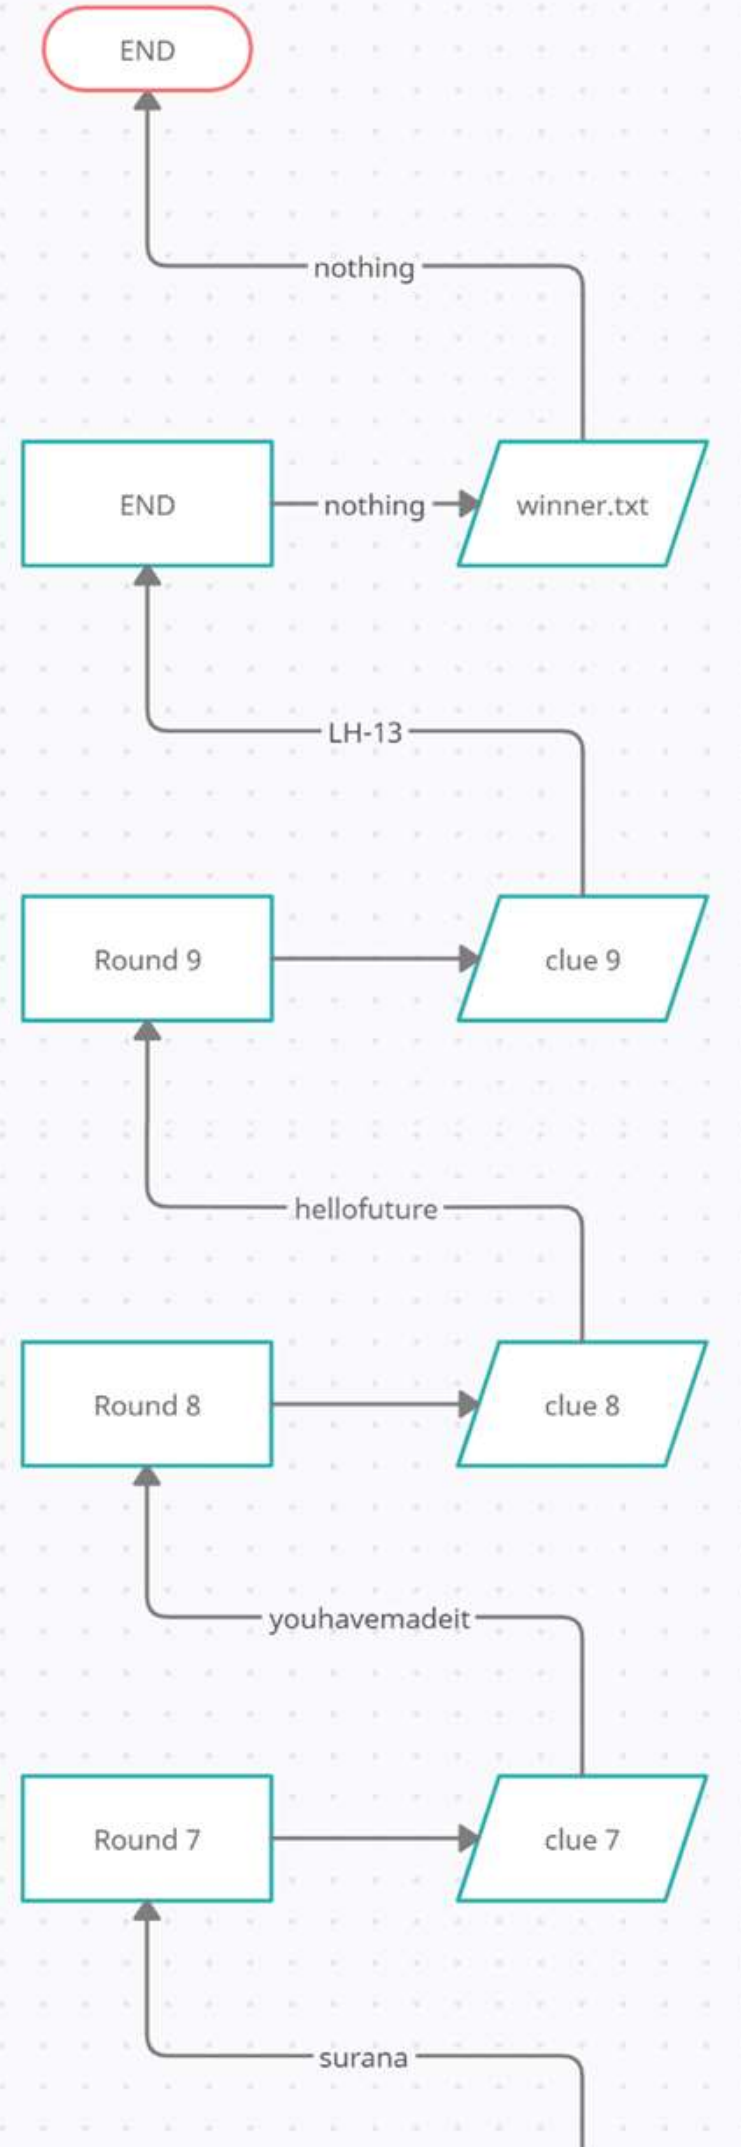 END
nothing
END
nothing
winner.txt
LH-13
Round 9
clue 9
hellofuture
Round 8
clue 8
youhavemadeit
Round 7
clue 7
surana